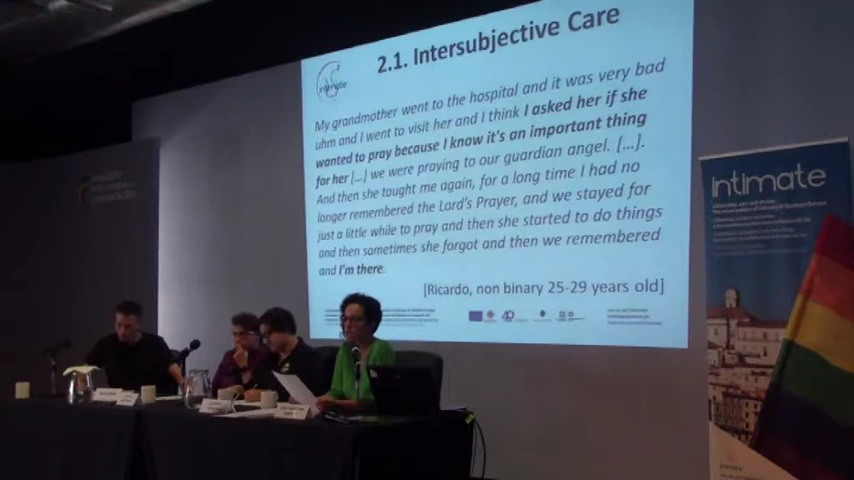 2.1. Intersubjective Care
intimate
My grandmother went to the hospital and it was very bad
uhm and I went to visit her and I think I asked her if she
wanted to pray because I know it's an important thing
for her [...] we were praying to our guardian angel. [...].
And then she taught me again, for a long time I had no
longer remembered the Lord's Prayer, and we stayed for
just a little while to pray and then she started to do things
and then sometimes she forgot and then we remembered
and I'm there.
[Ricardo, non binary 25-29 years old]
Intimate